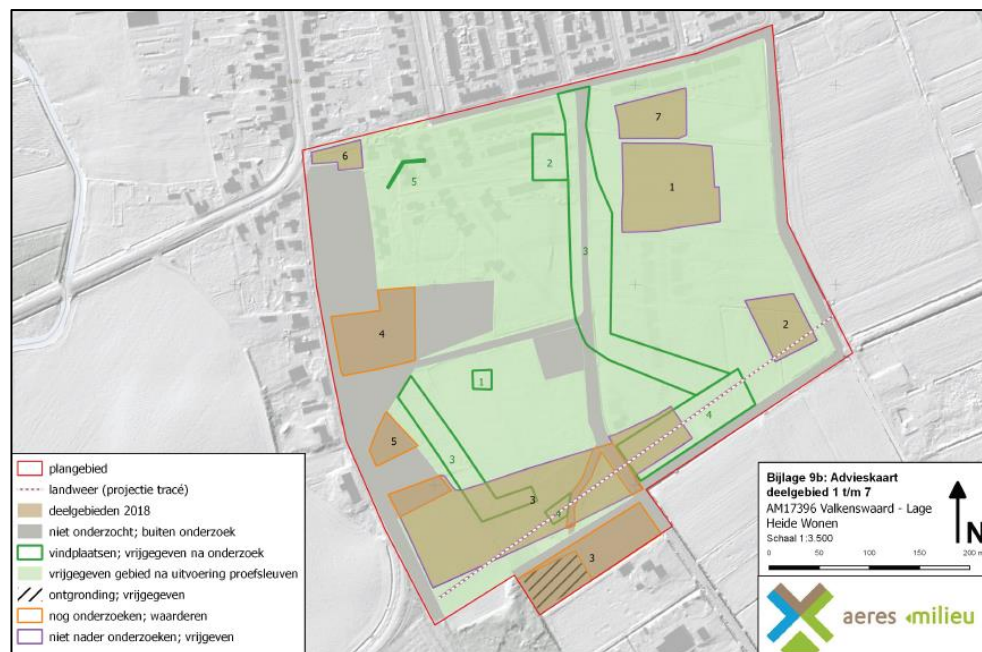 6
7
5
2
1
3
4
2
1
5
3
4
3
3
plangebied
landweer (projectie tracé)
deelgebieden 2018
niet onderzocht; buiten onderzoek
vindplaatsen; vrijgegeven na onderzoek
vrijgegeven gebied na uitvoering proefsleuven
ontgronding; vrijgegeven
nog onderzoeken; waarderen
niet nader onderzoeken; vrijgeven
Bijlage 9b: Advieskaart
deelgebied 1 t/m 7
AM17396 Valkenswaard - Lage
Heide Wonen
Schaal 1:3.500
N
0 50 100 150 200 m
aeres milieu